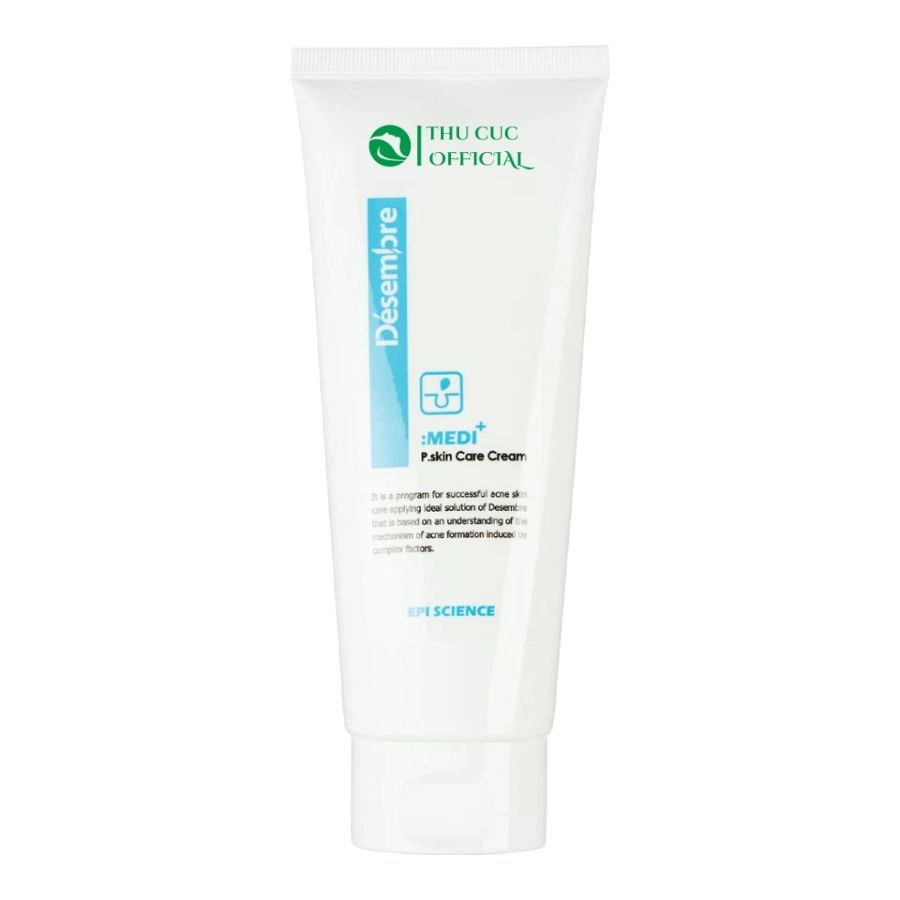 THU CUC
OFFICIAL
Désembre
:MEDI+
P.skin Care Cream
It is a program for successful acne skin
care applying ideal solution of Desembre
that is based on an understanding of the
mechanism of acne formation induced by
complex factors.
EPI SCIENCE